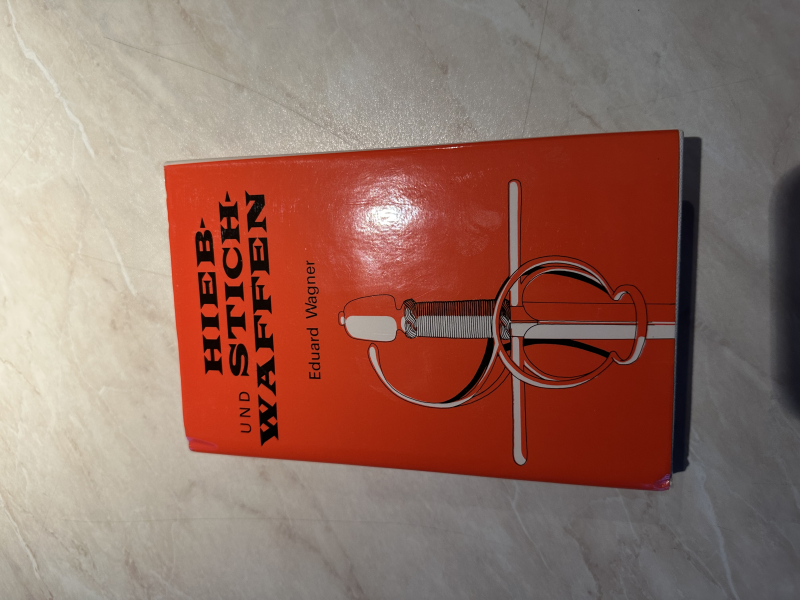 HIEB-
UND STICH-
WAFFEN
Eduard Wagner